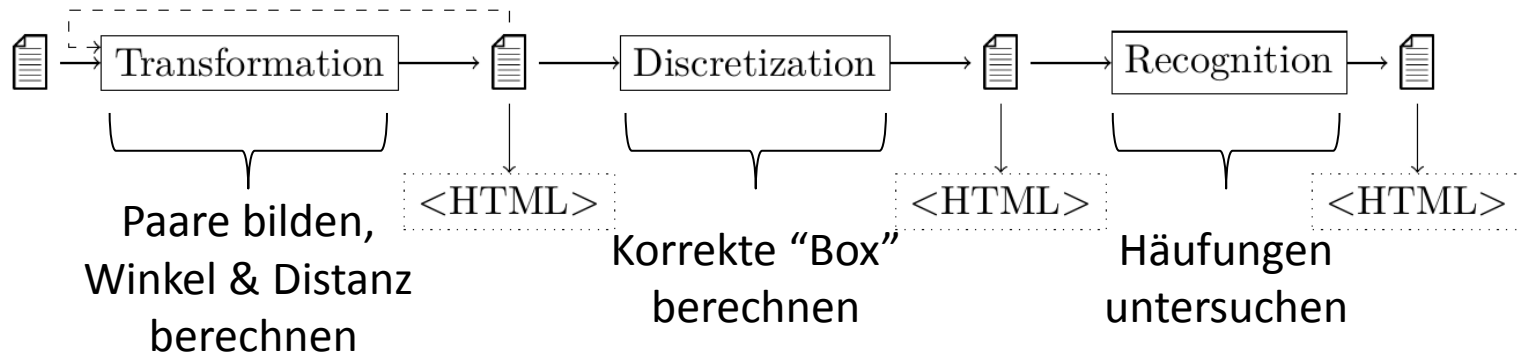 Transformation
Discretization
Recognition
<HTML>
<HTML>
<HTML>
Paare bilden,
Winkel & Distanz
berechnen
Korrekte “Box”
berechnen
Häufungen
untersuchen